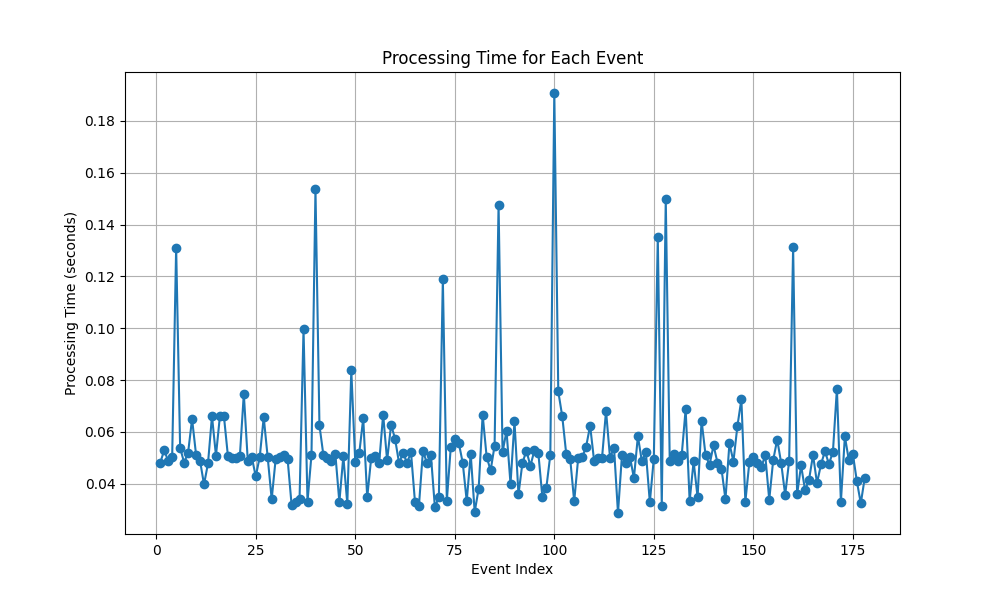 Processing Time for Each Event
Processing Time (seconds)
0.18
0.16
0.14
0.12
0.10
0.08
0.06
0.04
0 25 50 75 100 125 150 175
Event Index